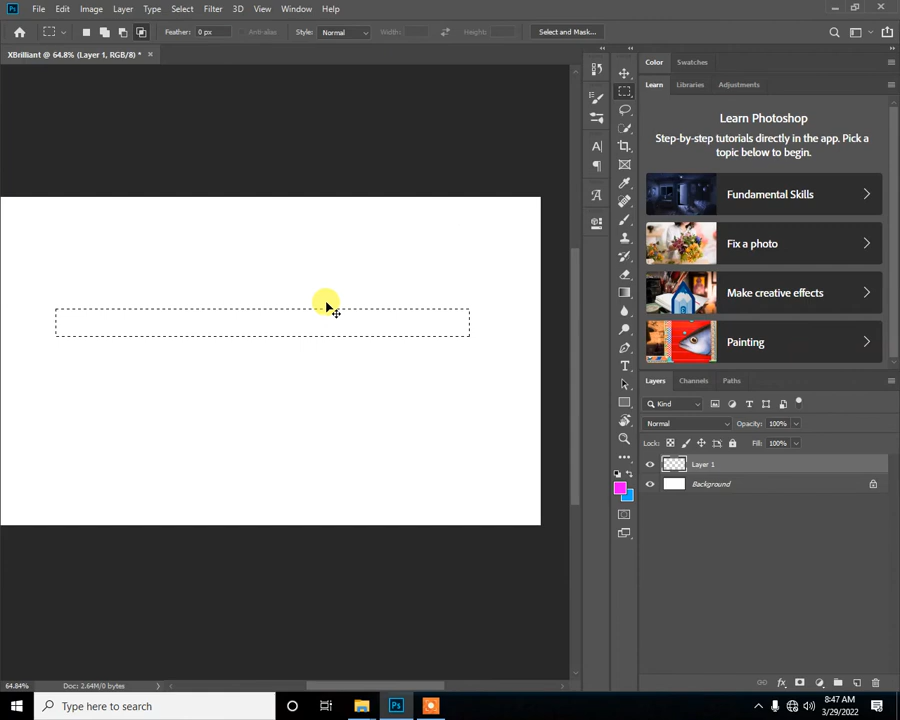 Ps File Edit Image Layer Type Select Filter 3D View Window Help
Feather: 0 px Anti-alias Style: Normal Width: Height: Select and Mask...
XBrilliant @ 64.8% (Layer 1, RGB/8) * ×
Color Swatches
Learn Libraries Adjustments
Learn Photoshop
Step-by-step tutorials directly in the app. Pick a
topic below to begin.
Fundamental Skills
Fix a photo
Make creative effects
Painting
Layers Channels Paths
Kind
Normal Opacity: 100%
Lock: Fill: 100%
Layer 1
Background
64.84% Doc: 2.64M/0 bytes
Type here to search
Ps
8:47 AM
3/29/2022